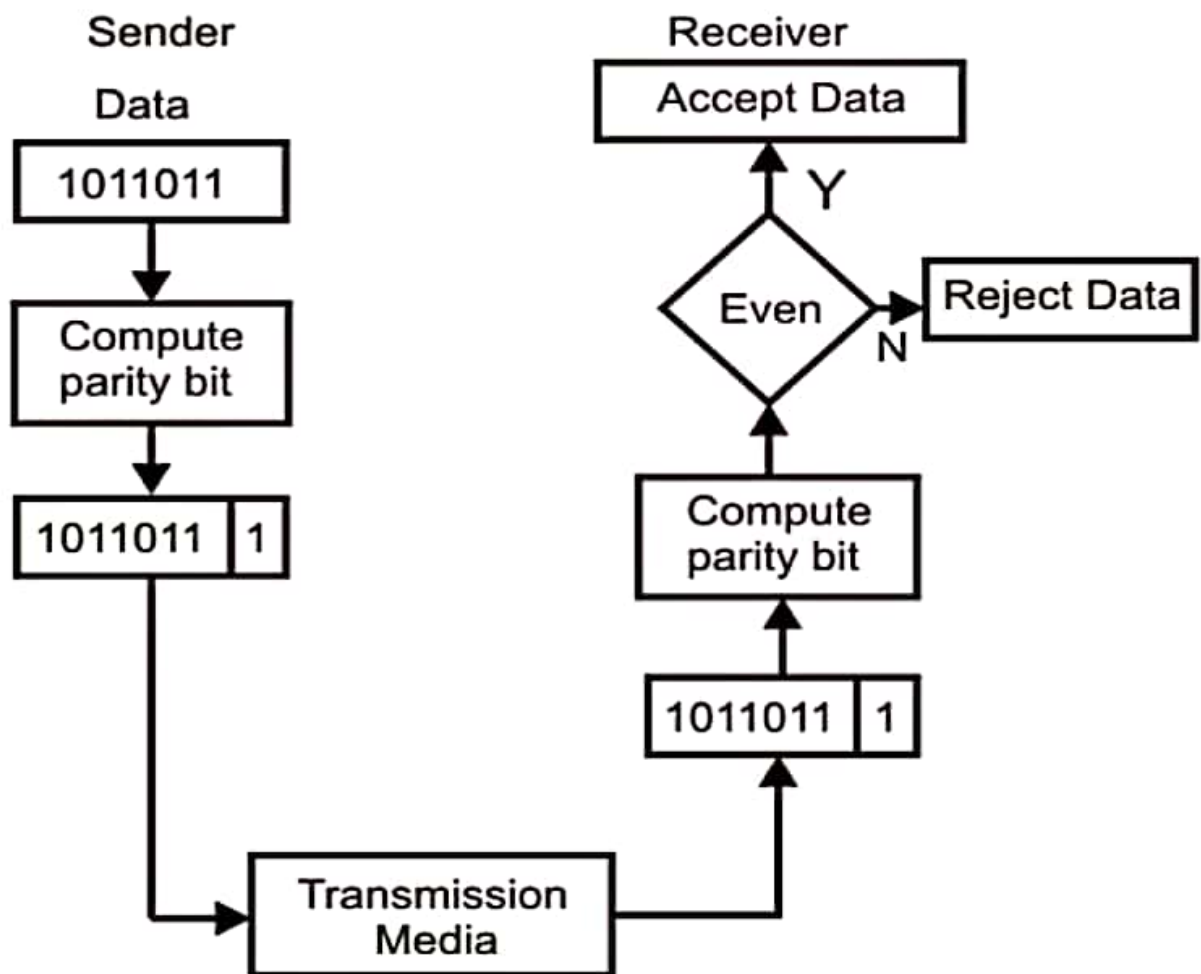 Sender
Data
1011011
Compute
parity bit
1011011 1
Transmission
Media
Receiver
Accept Data
Y
Even
N
Reject Data
Compute
parity bit
1011011 1